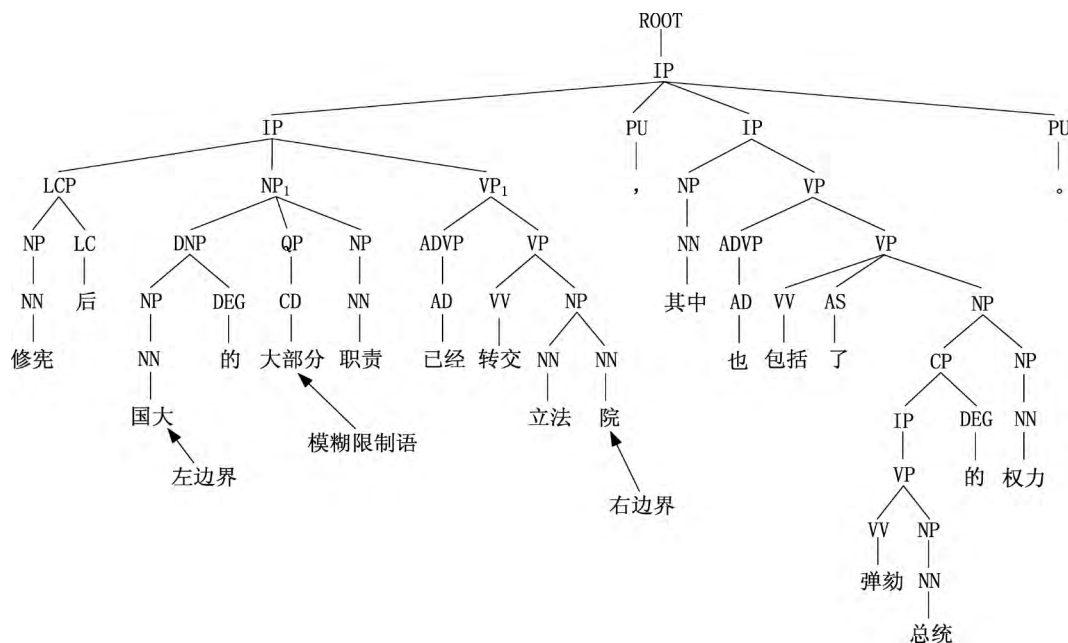 ROOT
IP
IP PU IP PU
LCP NP₁ VP₁ , NP VP 。
NP LC DNP QP NP ADVP VP NN ADVP VP
NN 后 NP DEG CD NN AD VV NP 其中 AD VV AS NP
修宪 NN 的 大部分 职责 已经 转交 NN NN 也 包括 了 CP NP
国大 模糊限制语 立法 院 IP DEG NN
左边界 右边界 VP 的 权力
VV NP
弹劾 NN
总统